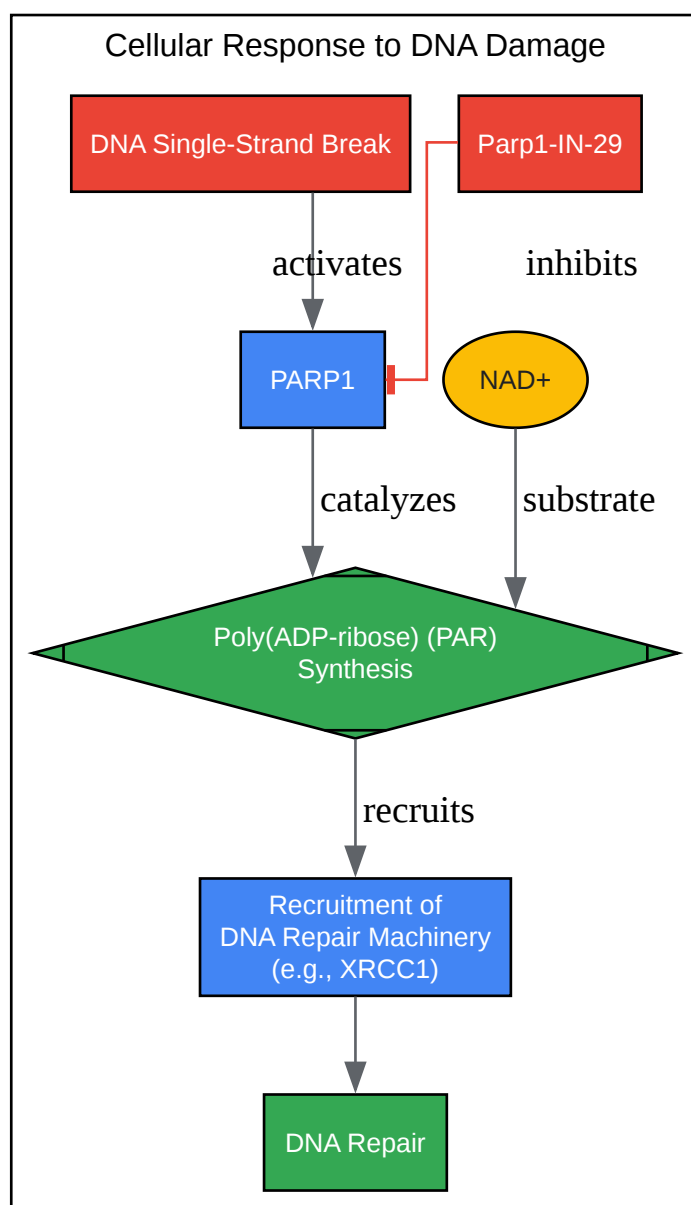 Cellular Response to DNA Damage
DNA Single-Strand Break
Parp1-IN-29
activates
inhibits
PARP1
NAD+
catalyzes
substrate
Poly(ADP-ribose) (PAR)
Synthesis
recruits
Recruitment of
DNA Repair Machinery
(e.g., XRCC1)
DNA Repair